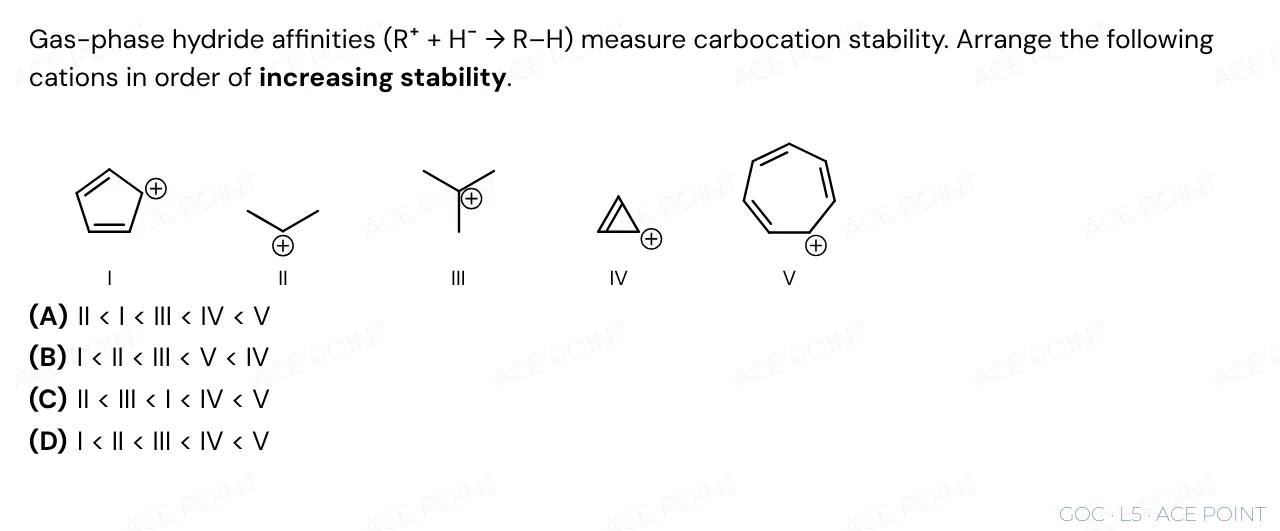 Gas-phase hydride affinities (R⁺ + H⁻ → R–H) measure carbocation stability. Arrange the following
cations in order of increasing stability.
I
II
III
IV
V
(A) II < I < III < IV < V
(B) I < II < III < V < IV
(C) II < III < I < IV < V
(D) I < II < III < IV < V
GOC · L5 · ACE POINT